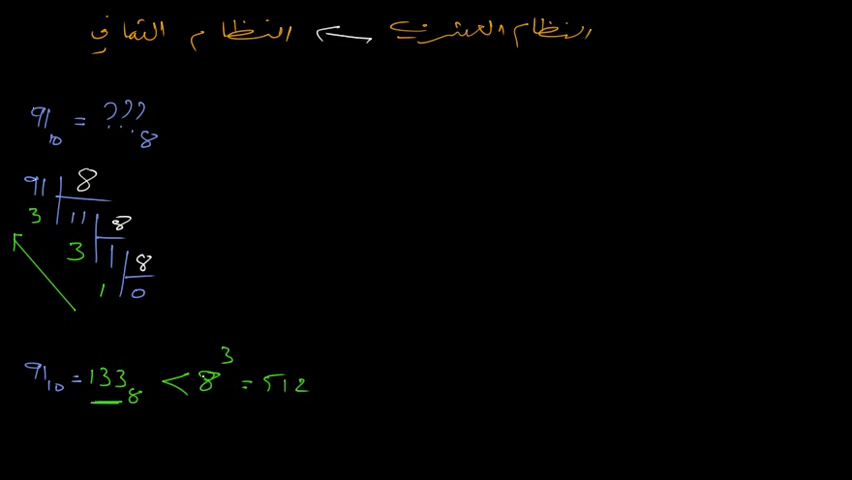 النظام العشري ← النظام الثماني
91₁₀ = ???₈
91 8
3 11 8
3 1 8
1 0
91₁₀ = 133₈ < 8³ = 512